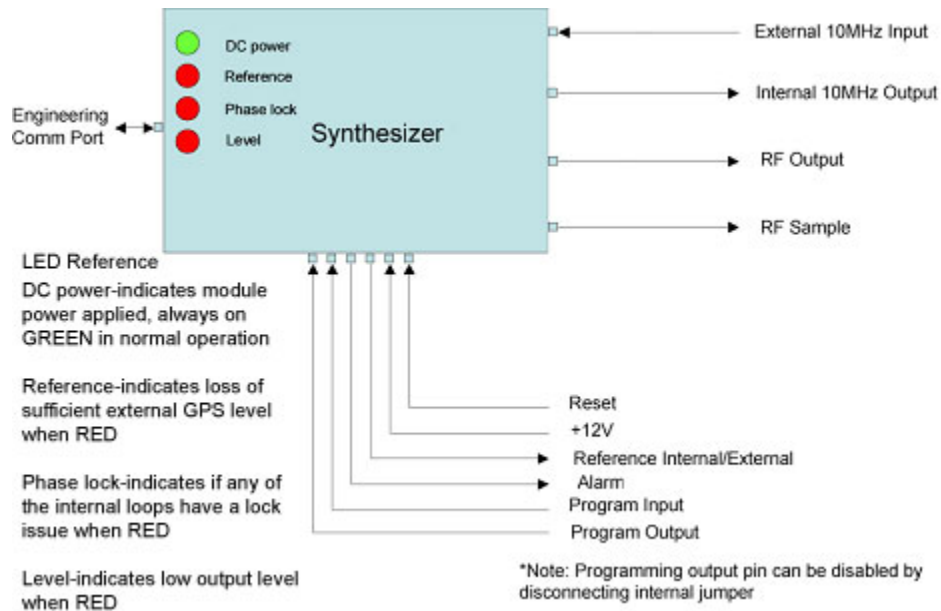 DC power
Reference
Phase lock
Level
Synthesizer
Engineering
Comm Port
External 10MHz Input
Internal 10MHz Output
RF Output
RF Sample
LED Reference
DC power-indicates module
power applied, always on
GREEN in normal operation
Reference-indicates loss of
sufficient external GPS level
when RED
Phase lock-indicates if any of
the internal loops have a lock
issue when RED
Level-indicates low output level
when RED
Reset
+12V
Reference Internal/External
Alarm
Program Input
Program Output
*Note: Programming output pin can be disabled by
disconnecting internal jumper